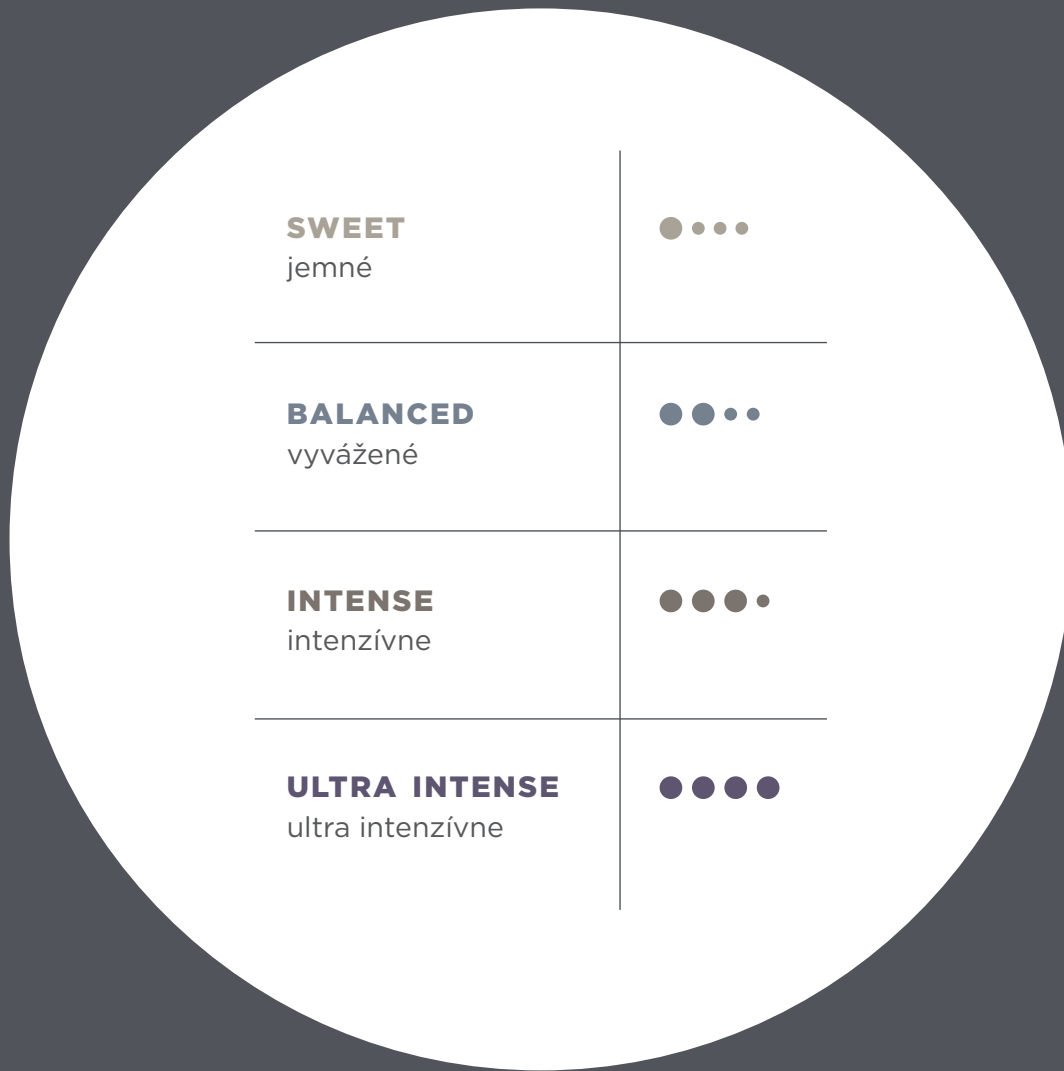 SWEET
jemné
BALANCED
vyvážené
INTENSE
intenzívne
ULTRA INTENSE
ultra intenzívne